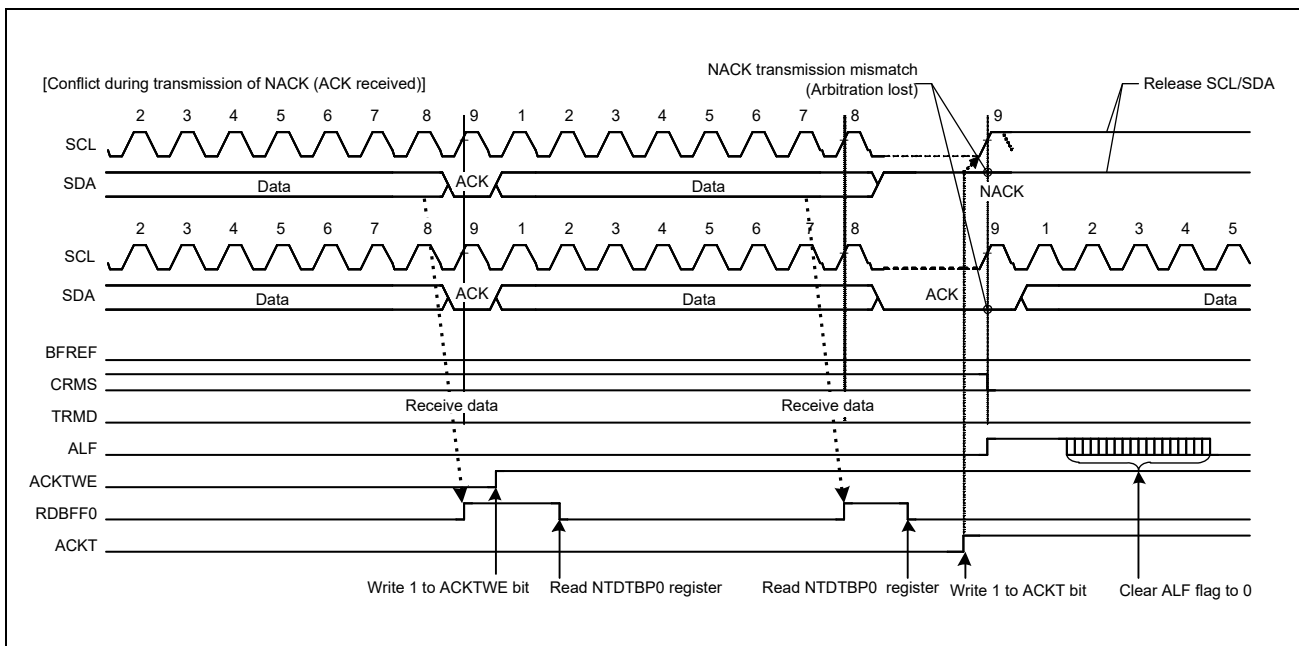 NACK transmission mismatch
(Arbitration lost)
[Conflict during transmission of NACK (ACK received)]
Release SCL/SDA
2 3 4 5 6 7 8 9 1 2 3 4 5 6 7 8 9
SCL
SDA Data ACK Data NACK
2 3 4 5 6 7 8 9 1 2 3 4 5 6 7 8 9 1 2 3 4 5
SCL
SDA Data ACK Data ACK Data
BFREF
CRMS
Receive data Receive data
TRMD
ALF
ACKTWE
RDBFF0
ACKT
Write 1 to ACKTWE bit Read NTDTBP0 register Read NTDTBP0 register Write 1 to ACKT bit Clear ALF flag to 0